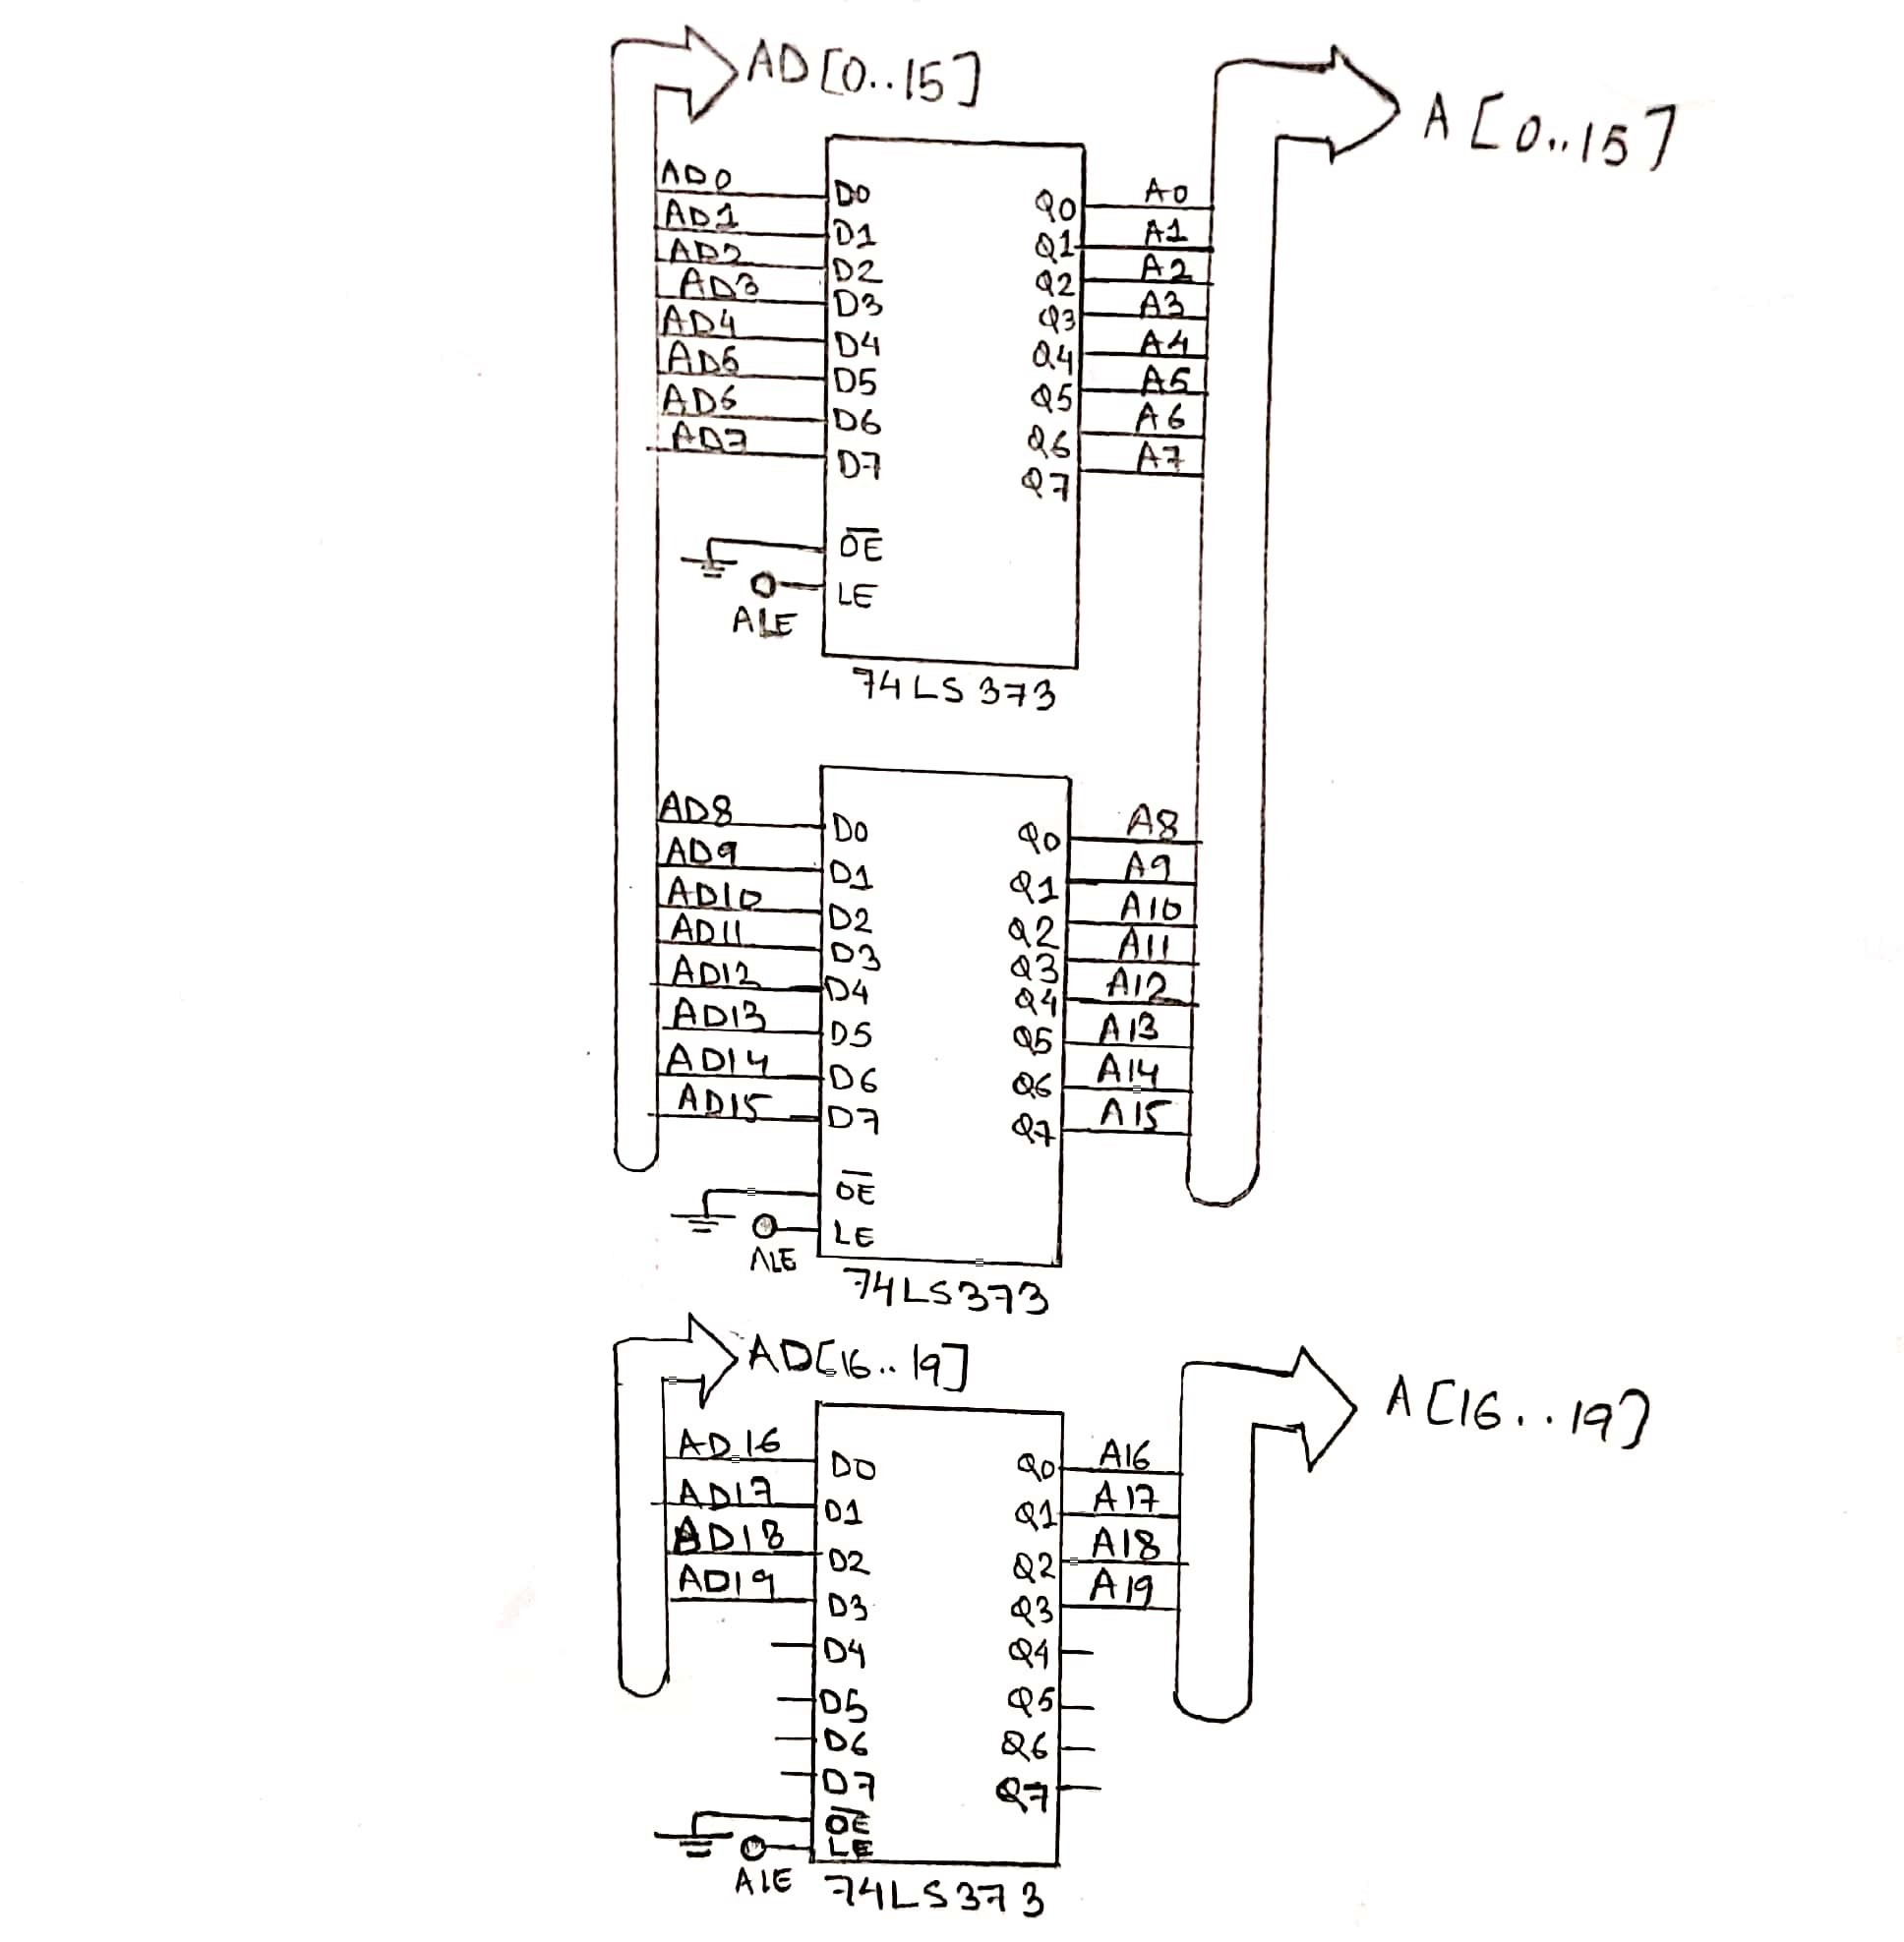 AD[0..15]
A[0..15]
AD0 D0 Q0 A0
AD1 D1 Q1 A1
AD2 D2 Q2 A2
AD3 D3 Q3 A3
AD4 D4 Q4 A4
AD5 D5 Q5 A5
AD6 D6 Q6 A6
AD7 D7 Q7 A7
O̅E̅
LE
ALE
74LS373
AD8 D0 Q0 A8
AD9 D1 Q1 A9
AD10 D2 Q2 A10
AD11 D3 Q3 A11
AD12 D4 Q4 A12
AD13 D5 Q5 A13
AD14 D6 Q6 A14
AD15 D7 Q7 A15
O̅E̅
LE
ALE
74LS373
AD[16..19]
A[16..19]
AD16 D0 Q0 A16
AD17 D1 Q1 A17
AD18 D2 Q2 A18
AD19 D3 Q3 A19
D4 Q4
D5 Q5
D6 Q6
D7 Q7
O̅E̅
LE
ALE
74LS373